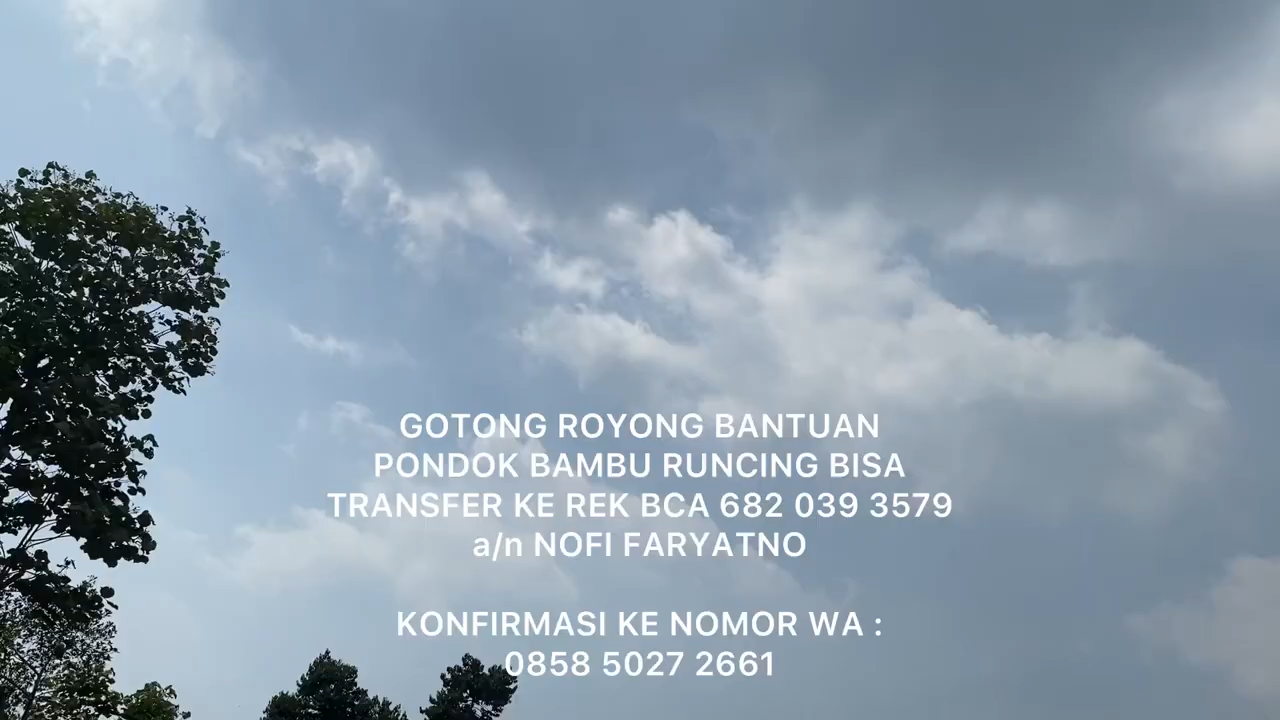 GOTONG ROYONG BANTUAN
PONDOK BAMBU RUNCING BISA
TRANSFER KE REK BCA 682 039 3579
a/n NOFI FARYATNO
KONFIRMASI KE NOMOR WA :
0858 5027 2661